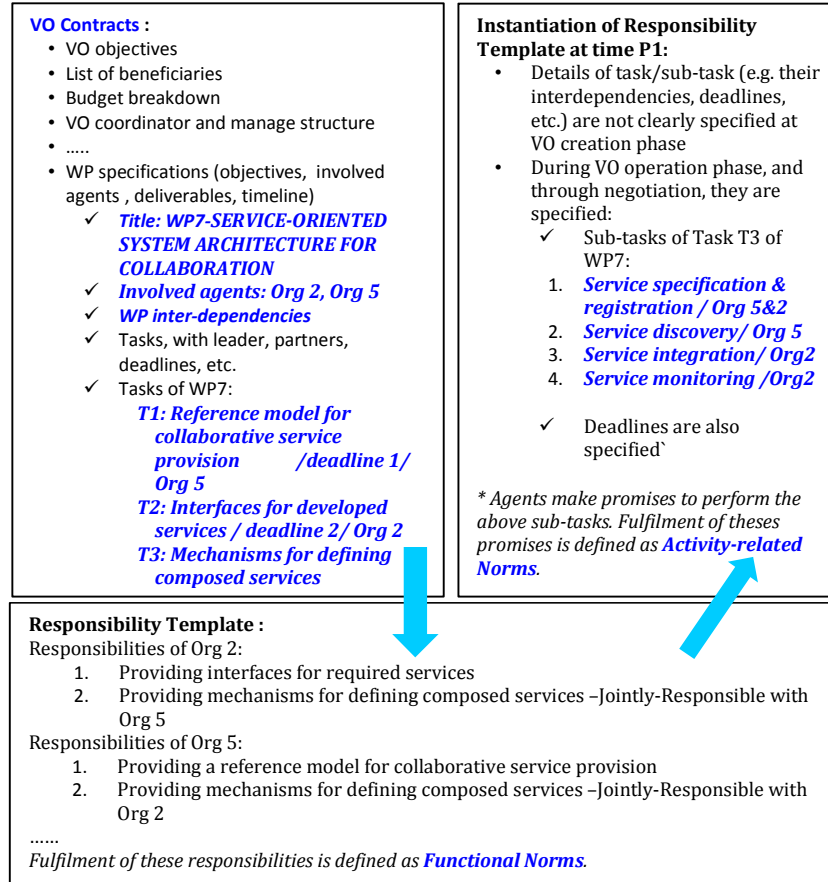 VO Contracts :
• VO objectives
• List of beneficiaries
• Budget breakdown
• VO coordinator and manage structure
• .....
• WP specifications (objectives, involved
agents , deliverables, timeline)
✓ Title: WP7-SERVICE-ORIENTED
SYSTEM ARCHITECTURE FOR
COLLABORATION
✓ Involved agents: Org 2, Org 5
✓ WP inter-dependencies
✓ Tasks, with leader, partners,
deadlines, etc.
✓ Tasks of WP7:
T1: Reference model for
collaborative service
provision /deadline 1/
Org 5
T2: Interfaces for developed
services / deadline 2/ Org 2
T3: Mechanisms for defining
composed services
Instantiation of Responsibility
Template at time P1:
• Details of task/sub-task (e.g. their
interdependencies, deadlines,
etc.) are not clearly specified at
VO creation phase
• During VO operation phase, and
through negotiation, they are
specified:
✓ Sub-tasks of Task T3 of
WP7:
1. Service specification &
registration / Org 5&2
2. Service discovery/ Org 5
3. Service integration/ Org2
4. Service monitoring /Org2
✓ Deadlines are also
specified`
* Agents make promises to perform the
above sub-tasks. Fulfilment of theses
promises is defined as Activity-related
Norms.
Responsibility Template :
Responsibilities of Org 2:
1. Providing interfaces for required services
2. Providing mechanisms for defining composed services –Jointly-Responsible with
Org 5
Responsibilities of Org 5:
1. Providing a reference model for collaborative service provision
2. Providing mechanisms for defining composed services –Jointly-Responsible with
Org 2
......
Fulfilment of these responsibilities is defined as Functional Norms.